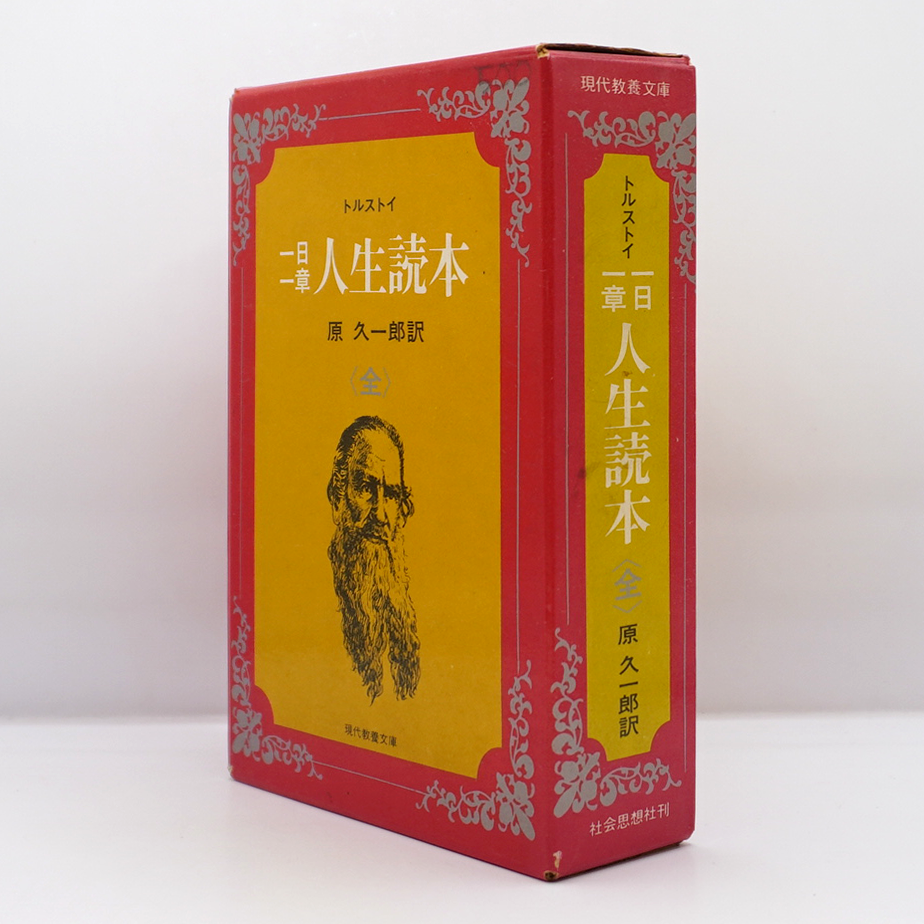 トルストイ
一日一章 人生読本
原 久一郎訳
〈全〉
現代教養文庫
現代教養文庫
トルストイ
一日一章 人生読本〈全〉
原 久一郎訳
社会思想社刊